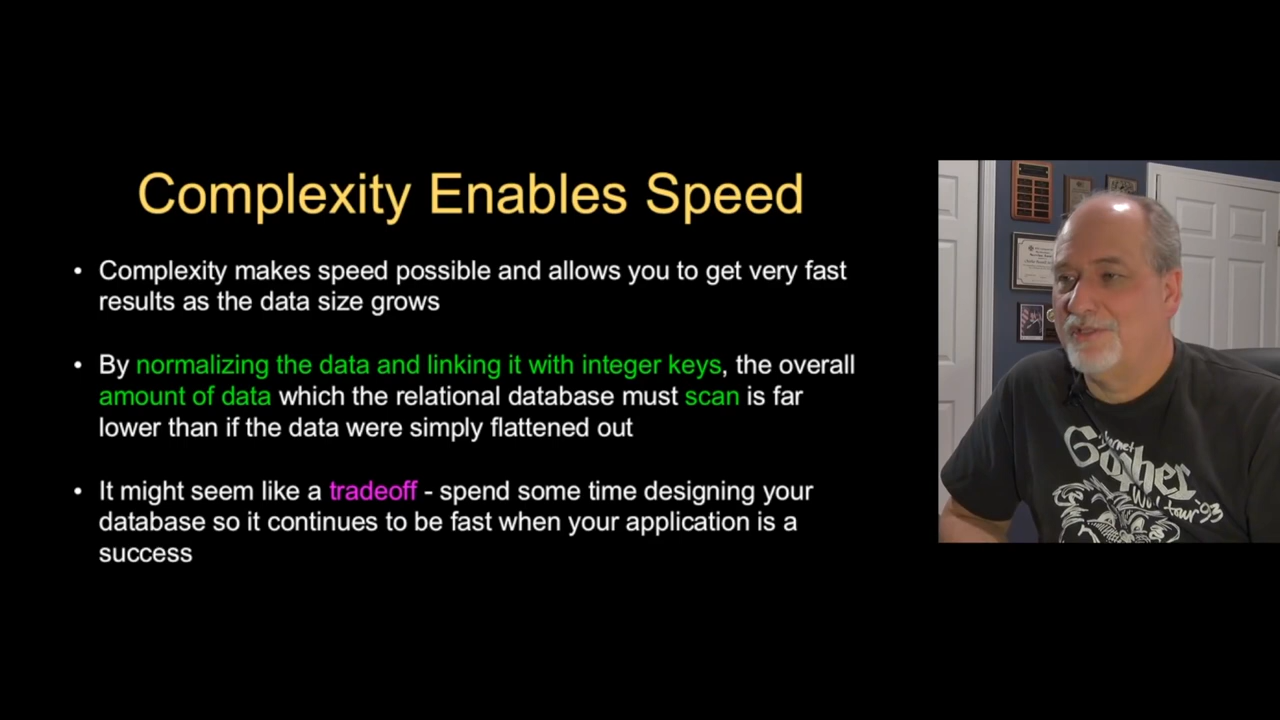 Complexity Enables Speed
• Complexity makes speed possible and allows you to get very fast
results as the data size grows
• By normalizing the data and linking it with integer keys, the overall
amount of data which the relational database must scan is far
lower than if the data were simply flattened out
• It might seem like a tradeoff - spend some time designing your
database so it continues to be fast when your application is a
success
Internet
Gopher
World tour '93